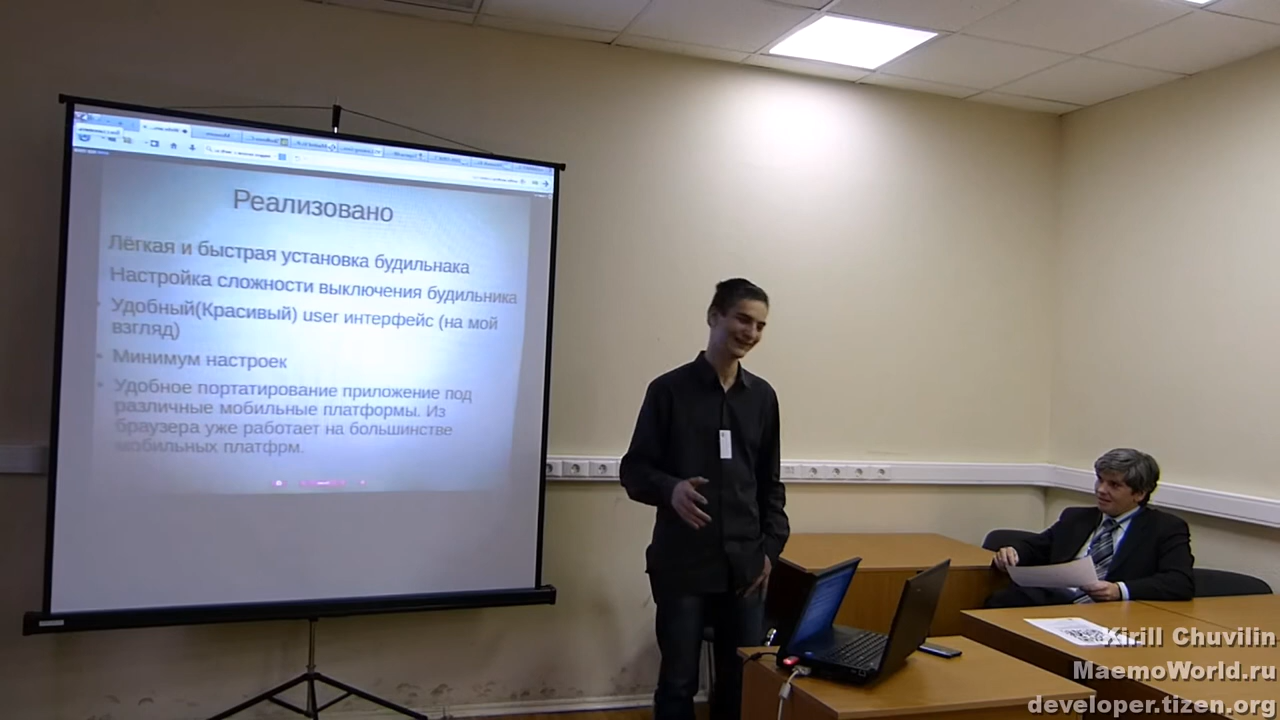 Реализовано
Лёгкая и быстрая установка будильнака
Настройка сложности выключения будильника
Удобный(Красивый) user интерфейс (на мой
взгляд)
Минимум настроек
Удобное портатирование приложение под
различные мобильные платформы. Из
браузера уже работает на большинстве
мобильных платфрм.
Kirill Chuvilin
MaemoWorld.ru
developer.tizen.org